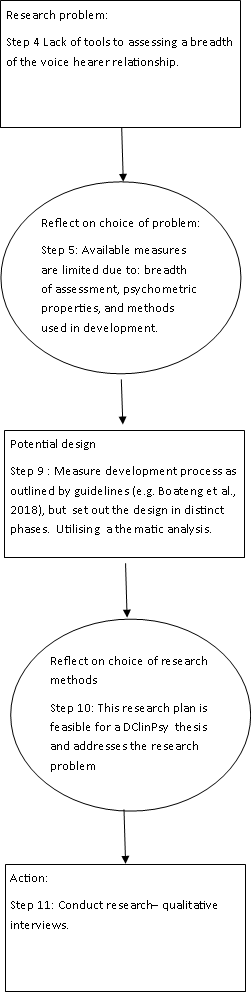 Research problem:
Step 4 Lack of tools to assessing a breadth
of the voice hearer relationship.
Reflect on choice of problem:
Step 5: Available measures
are limited due to: breadth
of assessment, psychometric
properties, and methods
used in development.
Potential design
Step 9 : Measure development process as
outlined by guidelines (e.g. Boateng et al.,
2018), but set out the design in distinct
phases. Utilising a the matic analysis.
Reflect on choice of research
methods
Step 10: This research plan is
feasible for a DClinPsy thesis
and addresses the research
problem
Action:
Step 11: Conduct research– qualitative
interviews.